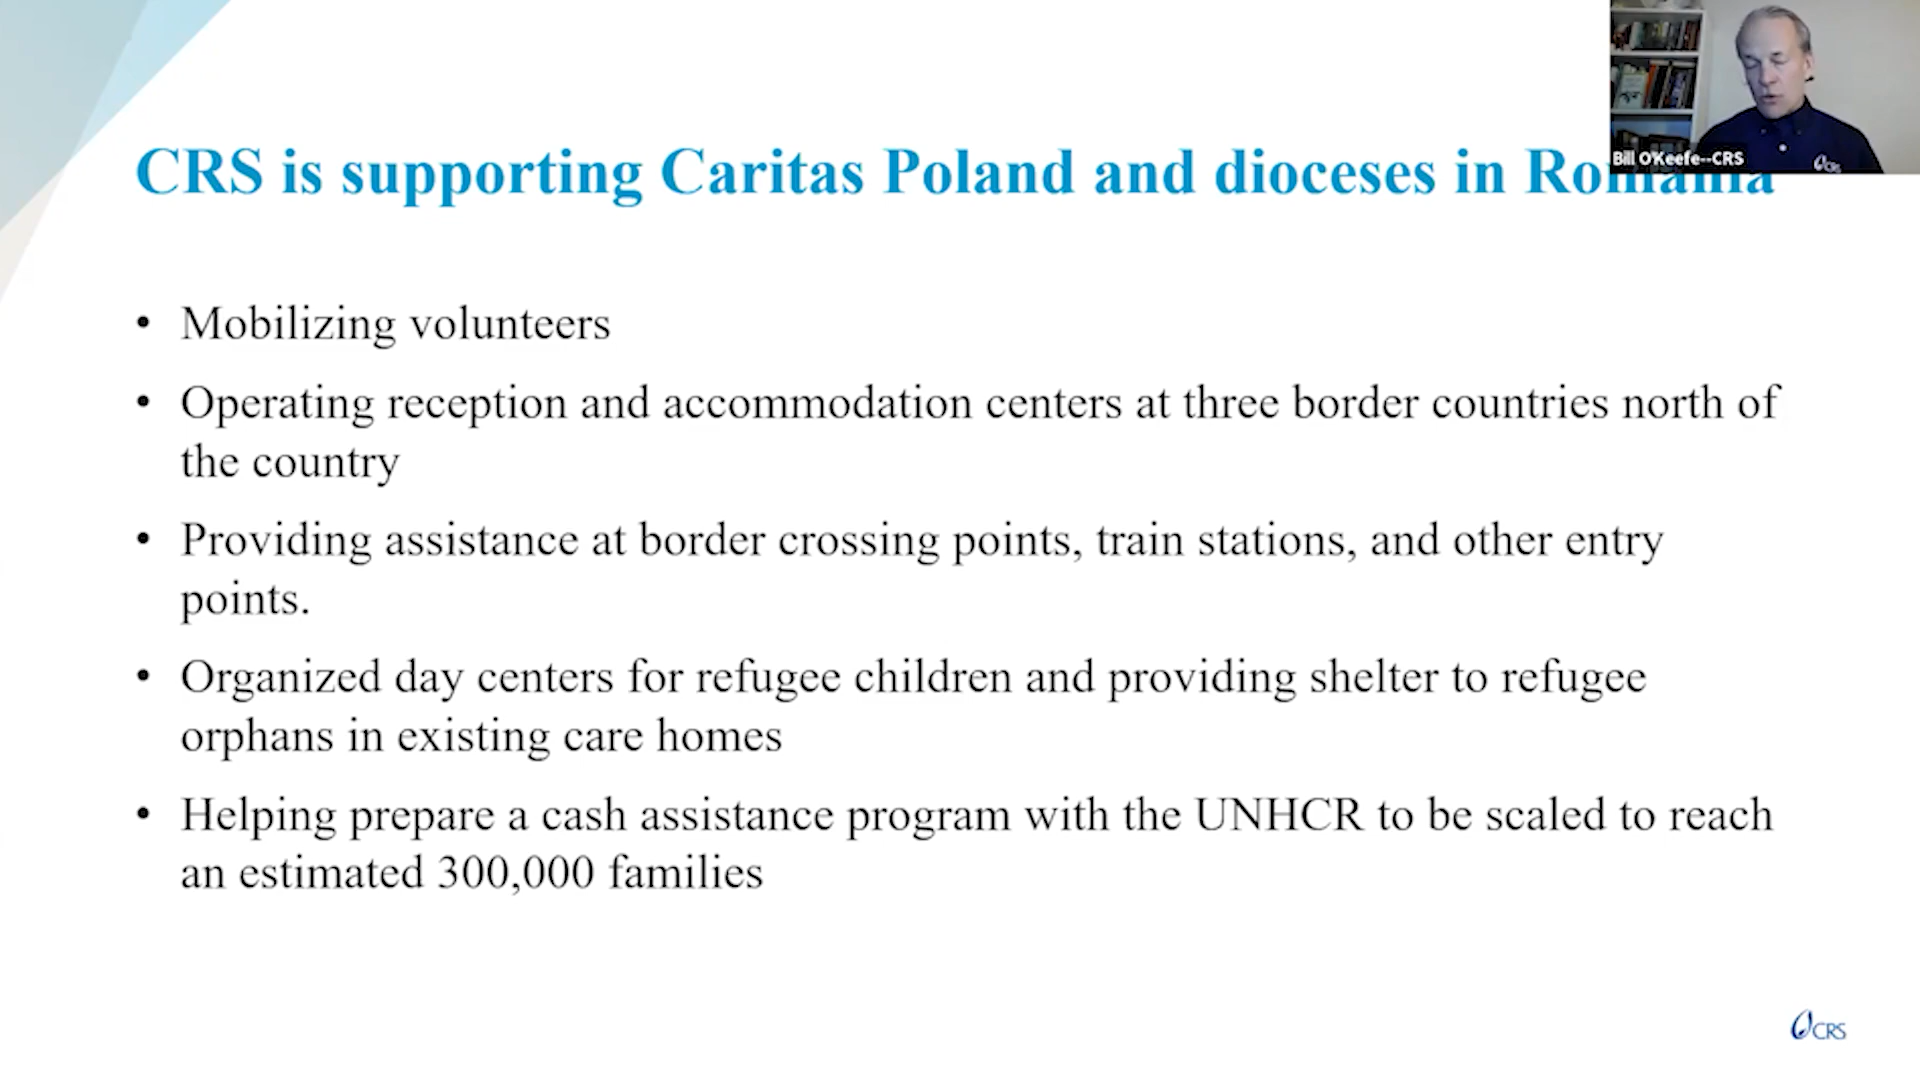 CRS is supporting Caritas Poland and dioceses in Romania
Bill O'Keefe--CRS
CRS
• Mobilizing volunteers
• Operating reception and accommodation centers at three border countries north of
the country
• Providing assistance at border crossing points, train stations, and other entry
points.
• Organized day centers for refugee children and providing shelter to refugee
orphans in existing care homes
• Helping prepare a cash assistance program with the UNHCR to be scaled to reach
an estimated 300,000 families
CRS